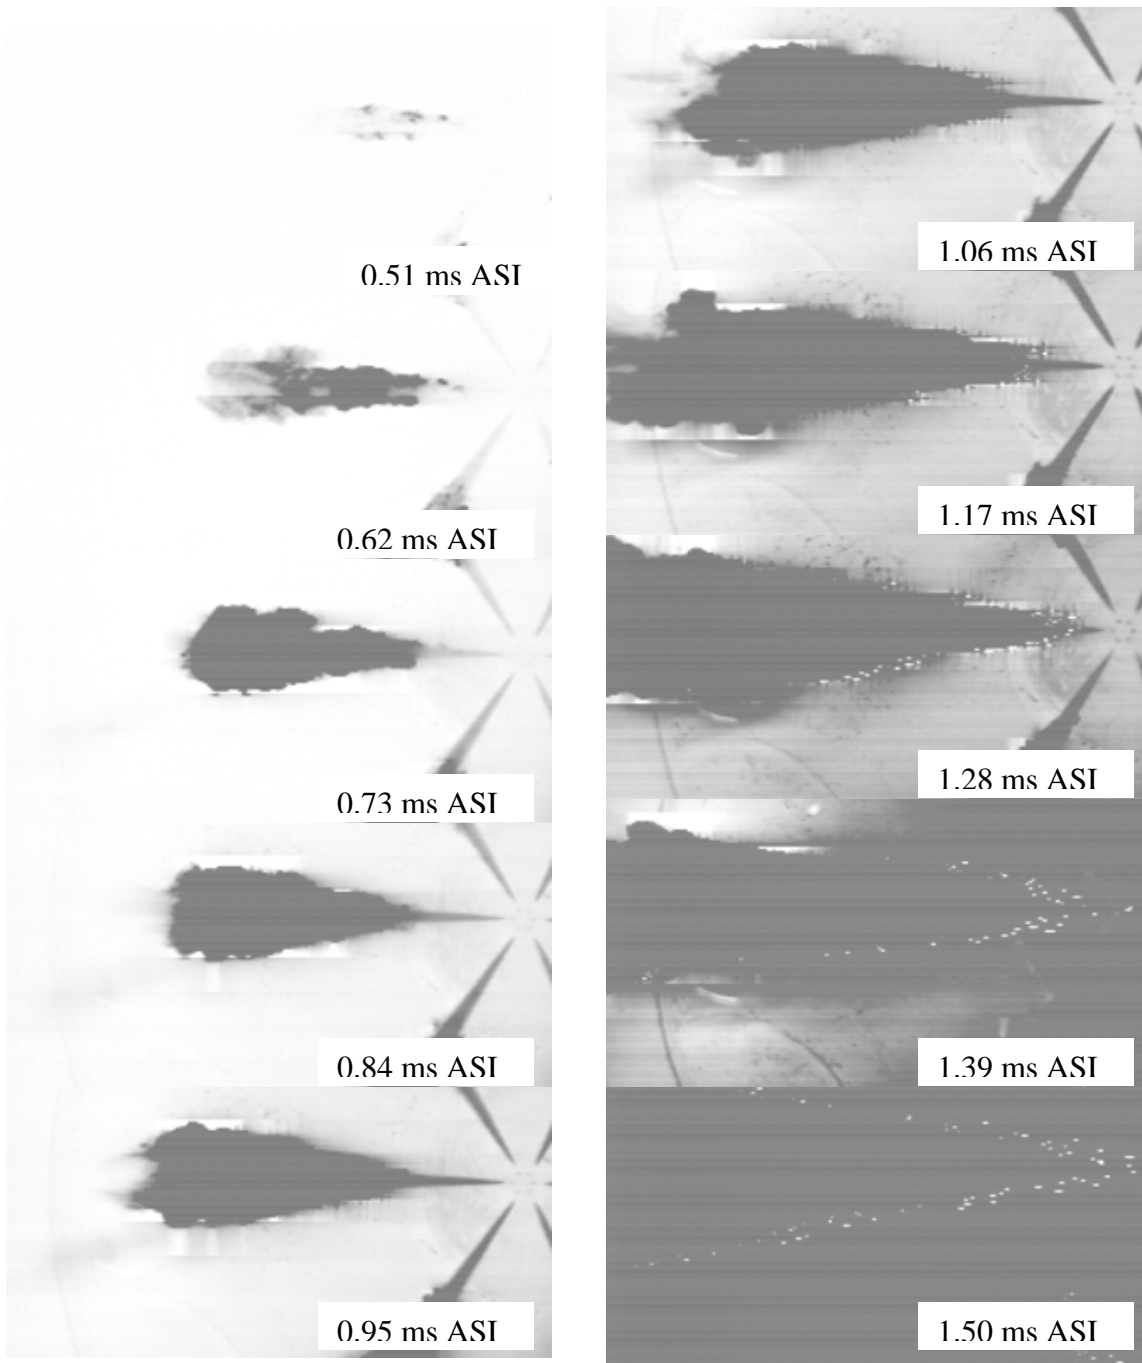 0.51 ms ASI
0.62 ms ASI
0.73 ms ASI
0.84 ms ASI
0.95 ms ASI
1.06 ms ASI
1.17 ms ASI
1.28 ms ASI
1.39 ms ASI
1.50 ms ASI